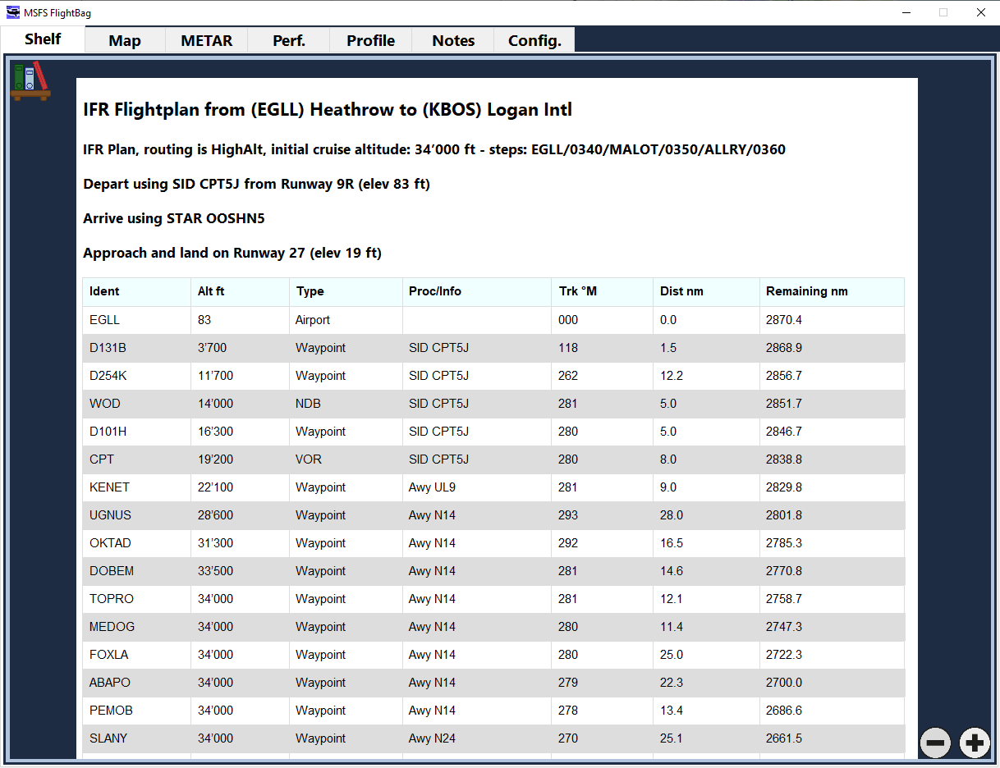 MSFS FlightBag
Shelf Map METAR Perf. Profile Notes Config.
IFR Flightplan from (EGLL) Heathrow to (KBOS) Logan Intl
IFR Plan, routing is HighAlt, initial cruise altitude: 34’000 ft - steps: EGLL/0340/MALOT/0350/ALLRY/0360
Depart using SID CPT5J from Runway 9R (elev 83 ft)
Arrive using STAR OOSHN5
Approach and land on Runway 27 (elev 19 ft)
Ident Alt ft Type Proc/Info Trk °M Dist nm Remaining nm
EGLL 83 Airport 000 0.0 2870.4
D131B 3’700 Waypoint SID CPT5J 118 1.5 2868.9
D254K 11’700 Waypoint SID CPT5J 262 12.2 2856.7
WOD 14’000 NDB SID CPT5J 281 5.0 2851.7
D101H 16’300 Waypoint SID CPT5J 280 5.0 2846.7
CPT 19’200 VOR SID CPT5J 280 8.0 2838.8
KENET 22’100 Waypoint Awy UL9 281 9.0 2829.8
UGNUS 28’600 Waypoint Awy N14 293 28.0 2801.8
OKTAD 31’300 Waypoint Awy N14 292 16.5 2785.3
DOBEM 33’500 Waypoint Awy N14 281 14.6 2770.8
TOPRO 34’000 Waypoint Awy N14 281 12.1 2758.7
MEDOG 34’000 Waypoint Awy N14 280 11.4 2747.3
FOXLA 34’000 Waypoint Awy N14 280 25.0 2722.3
ABAPO 34’000 Waypoint Awy N14 279 22.3 2700.0
PEMOB 34’000 Waypoint Awy N14 278 13.4 2686.6
SLANY 34’000 Waypoint Awy N24 270 25.1 2661.5